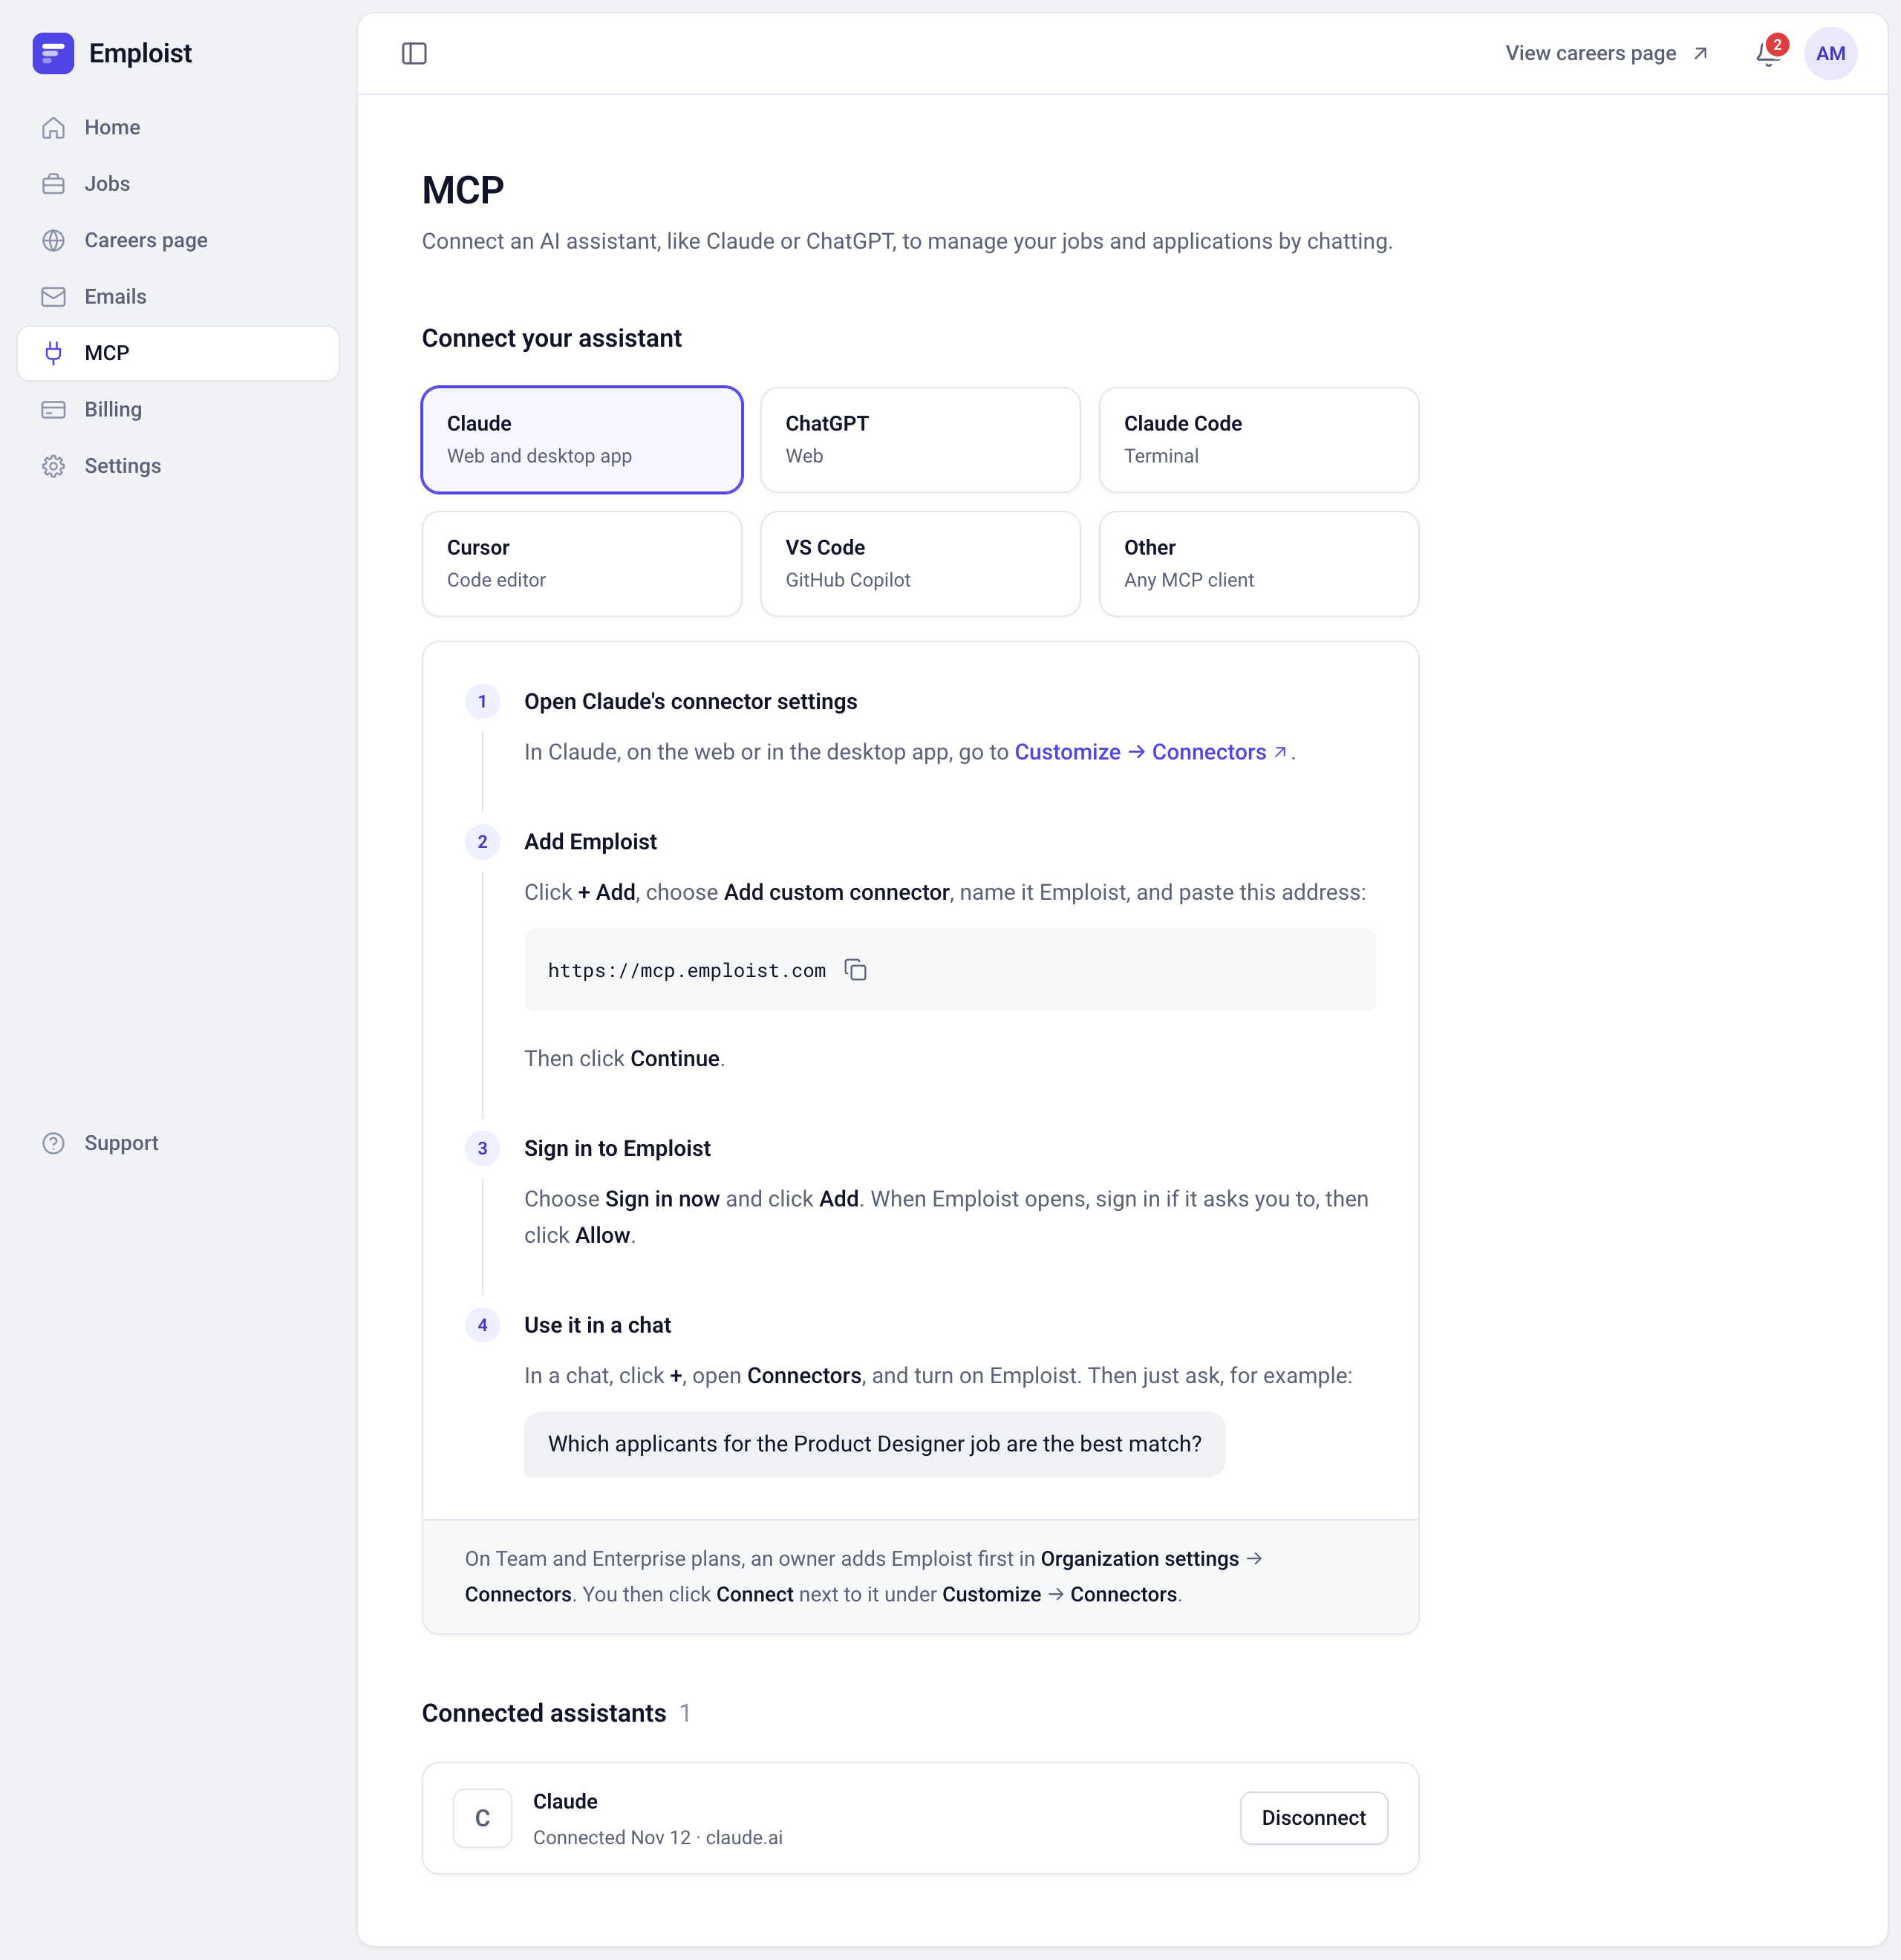 Emploist
Home
Jobs
Careers page
Emails
MCP
Billing
Settings
Support
View careers page
2
AM
MCP
Connect an AI assistant, like Claude or ChatGPT, to manage your jobs and applications by chatting.
Connect your assistant
Claude
Web and desktop app
ChatGPT
Web
Claude Code
Terminal
Cursor
Code editor
VS Code
GitHub Copilot
Other
Any MCP client
1
Open Claude's connector settings
In Claude, on the web or in the desktop app, go to Customize → Connectors ↗.
2
Add Emploist
Click + Add, choose Add custom connector, name it Emploist, and paste this address:
https://mcp.emploist.com
Then click Continue.
3
Sign in to Emploist
Choose Sign in now and click Add. When Emploist opens, sign in if it asks you to, then
click Allow.
4
Use it in a chat
In a chat, click +, open Connectors, and turn on Emploist. Then just ask, for example:
Which applicants for the Product Designer job are the best match?
On Team and Enterprise plans, an owner adds Emploist first in Organization settings →
Connectors. You then click Connect next to it under Customize → Connectors.
Connected assistants 1
C
Claude
Connected Nov 12 · claude.ai
Disconnect